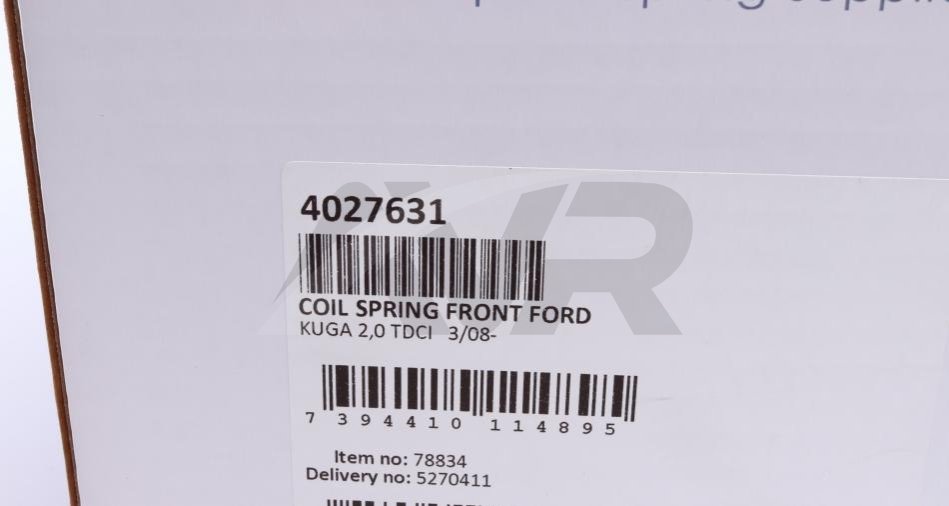 4027631
COIL SPRING FRONT FORD
KUGA 2,0 TDCI 3/08-
7 394410 114895
Item no: 78834
Delivery no: 5270411